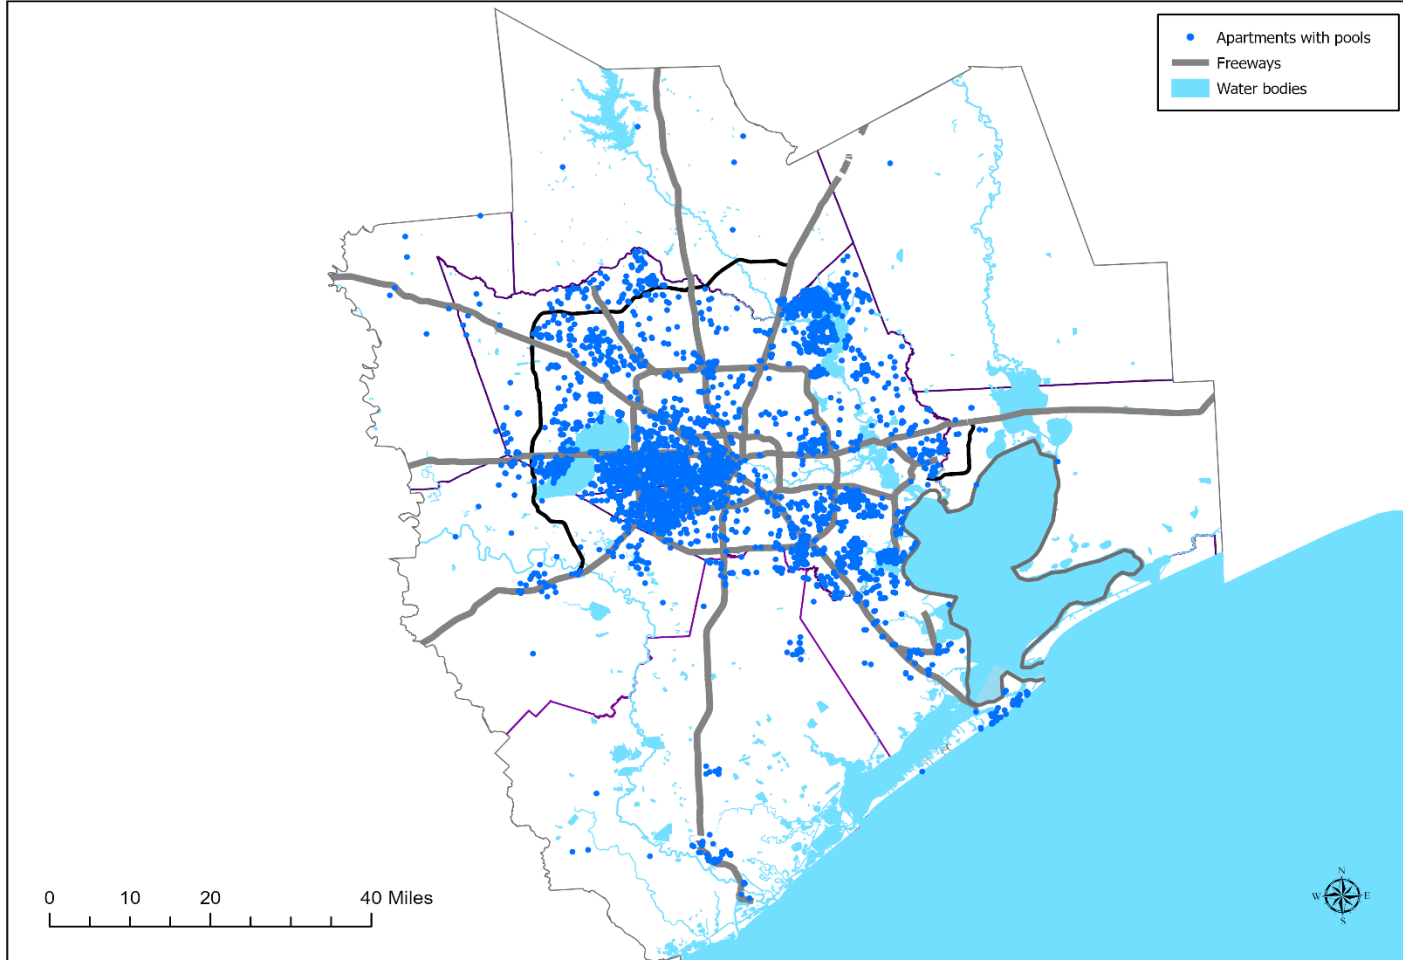 Apartments with pools
Freeways
Water bodies
0 10 20 40 Miles
N
W E
S